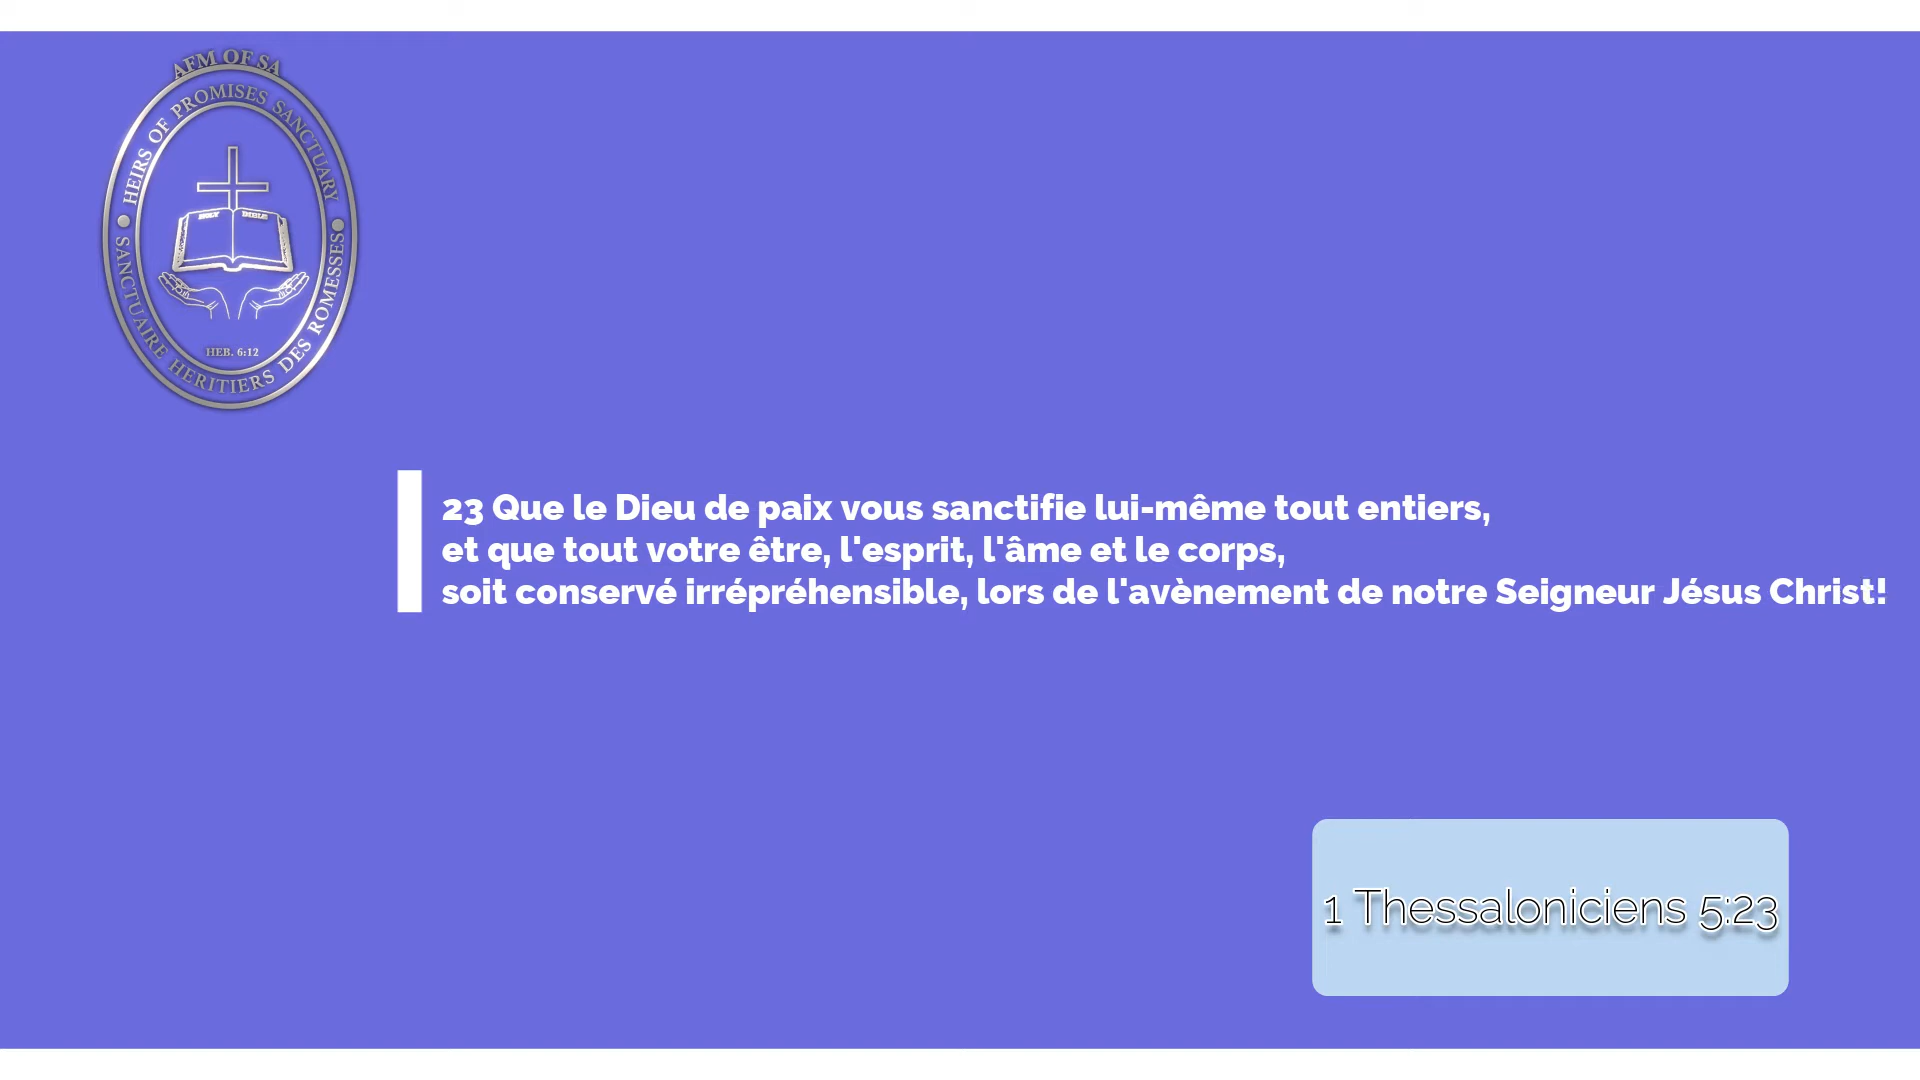 AFM OF SA
HEIRS OF PROMISES SANCTUARY
HOLY BIBLE
HEB. 6:12
SANCTUAIRE HERITIERS DES ROMESSES
23 Que le Dieu de paix vous sanctifie lui-même tout entiers,
et que tout votre être, l'esprit, l'âme et le corps,
soit conservé irrépréhensible, lors de l'avènement de notre Seigneur Jésus Christ!
1 Thessaloniciens 5:23